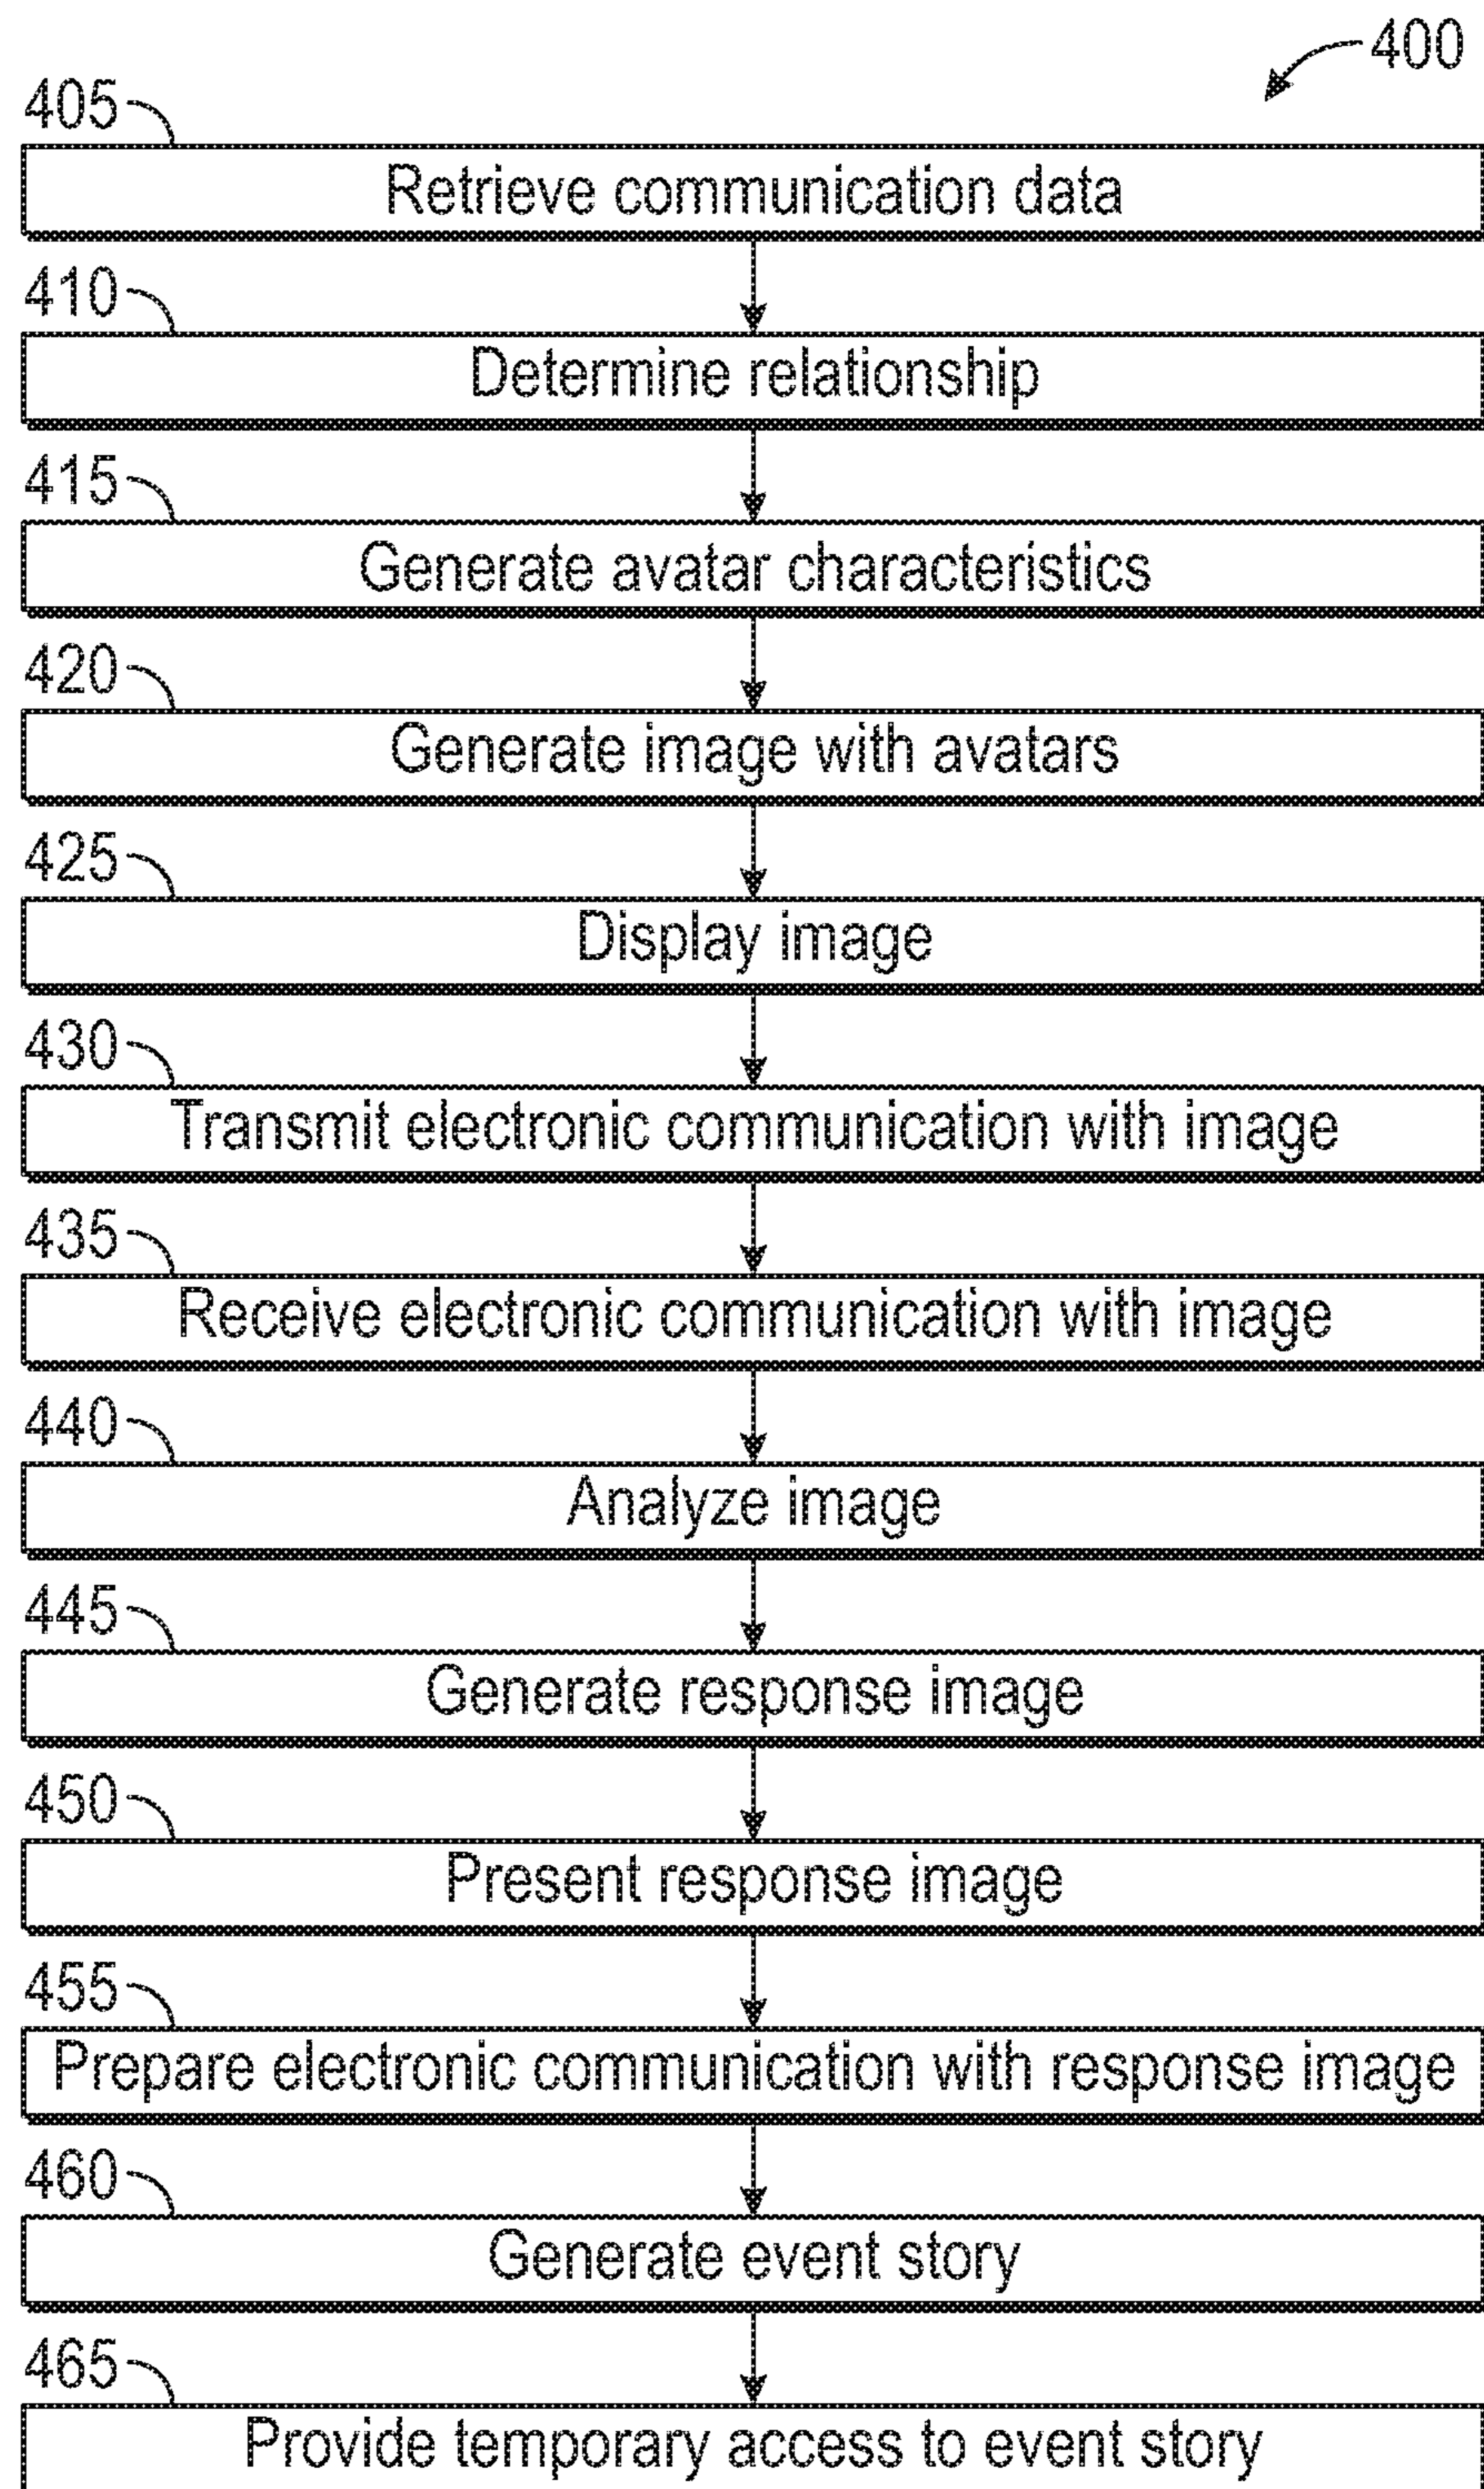 400
405
Retrieve communication data
410
Determine relationship
415
Generate avatar characteristics
420
Generate image with avatars
425
Display image
430
Transmit electronic communication with image
435
Receive electronic communication with image
440
Analyze image
445
Generate response image
450
Present response image
455
Prepare electronic communication with response image
460
Generate event story
465
Provide temporary access to event story